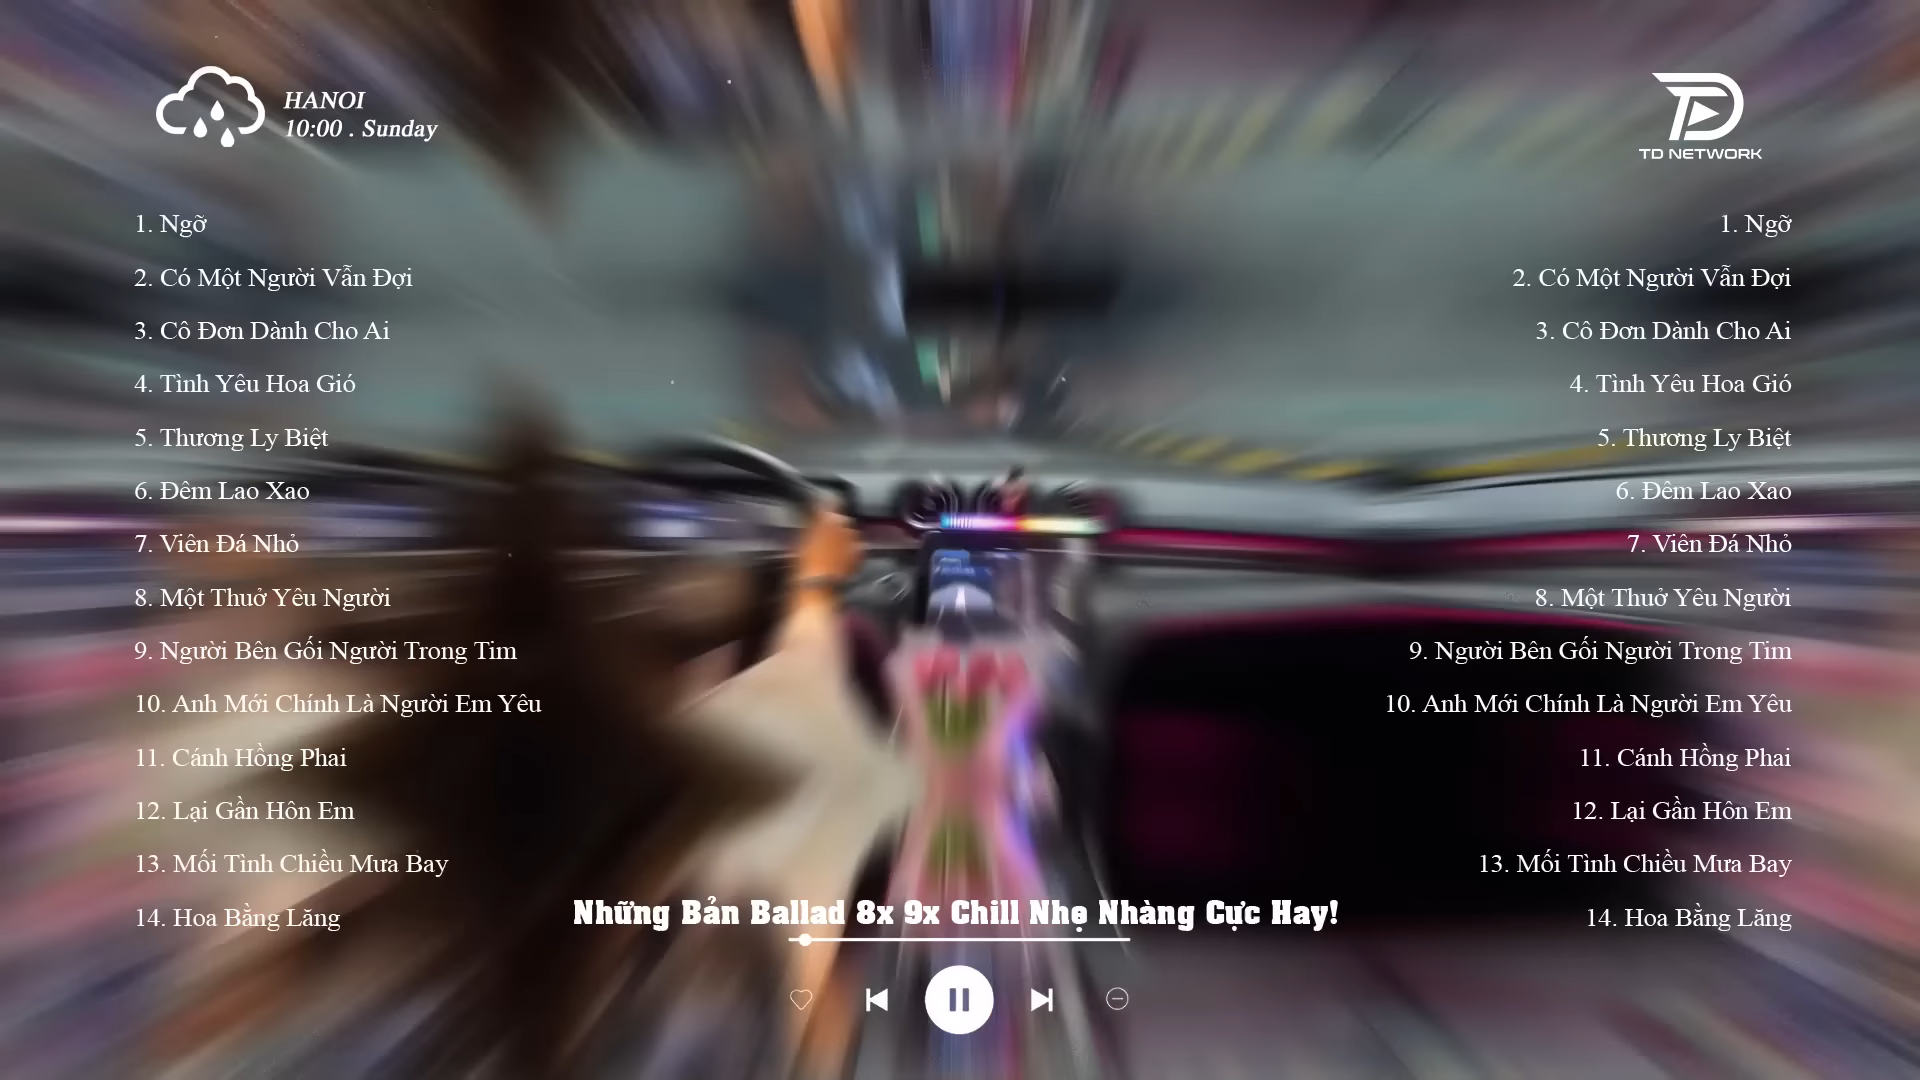 HANOI
10:00 . Sunday
TD NETWORK
1. Ngỡ
2. Có Một Người Vẫn Đợi
3. Cô Đơn Dành Cho Ai
4. Tình Yêu Hoa Gió
5. Thương Ly Biệt
6. Đêm Lao Xao
7. Viên Đá Nhỏ
8. Một Thuở Yêu Người
9. Người Bên Gối Người Trong Tim
10. Anh Mới Chính Là Người Em Yêu
11. Cánh Hồng Phai
12. Lại Gần Hôn Em
13. Mối Tình Chiều Mưa Bay
14. Hoa Bằng Lăng
1. Ngỡ
2. Có Một Người Vẫn Đợi
3. Cô Đơn Dành Cho Ai
4. Tình Yêu Hoa Gió
5. Thương Ly Biệt
6. Đêm Lao Xao
7. Viên Đá Nhỏ
8. Một Thuở Yêu Người
9. Người Bên Gối Người Trong Tim
10. Anh Mới Chính Là Người Em Yêu
11. Cánh Hồng Phai
12. Lại Gần Hôn Em
13. Mối Tình Chiều Mưa Bay
14. Hoa Bằng Lăng
Những Bản Ballad 8x 9x Chill Nhẹ Nhàng Cực Hay!